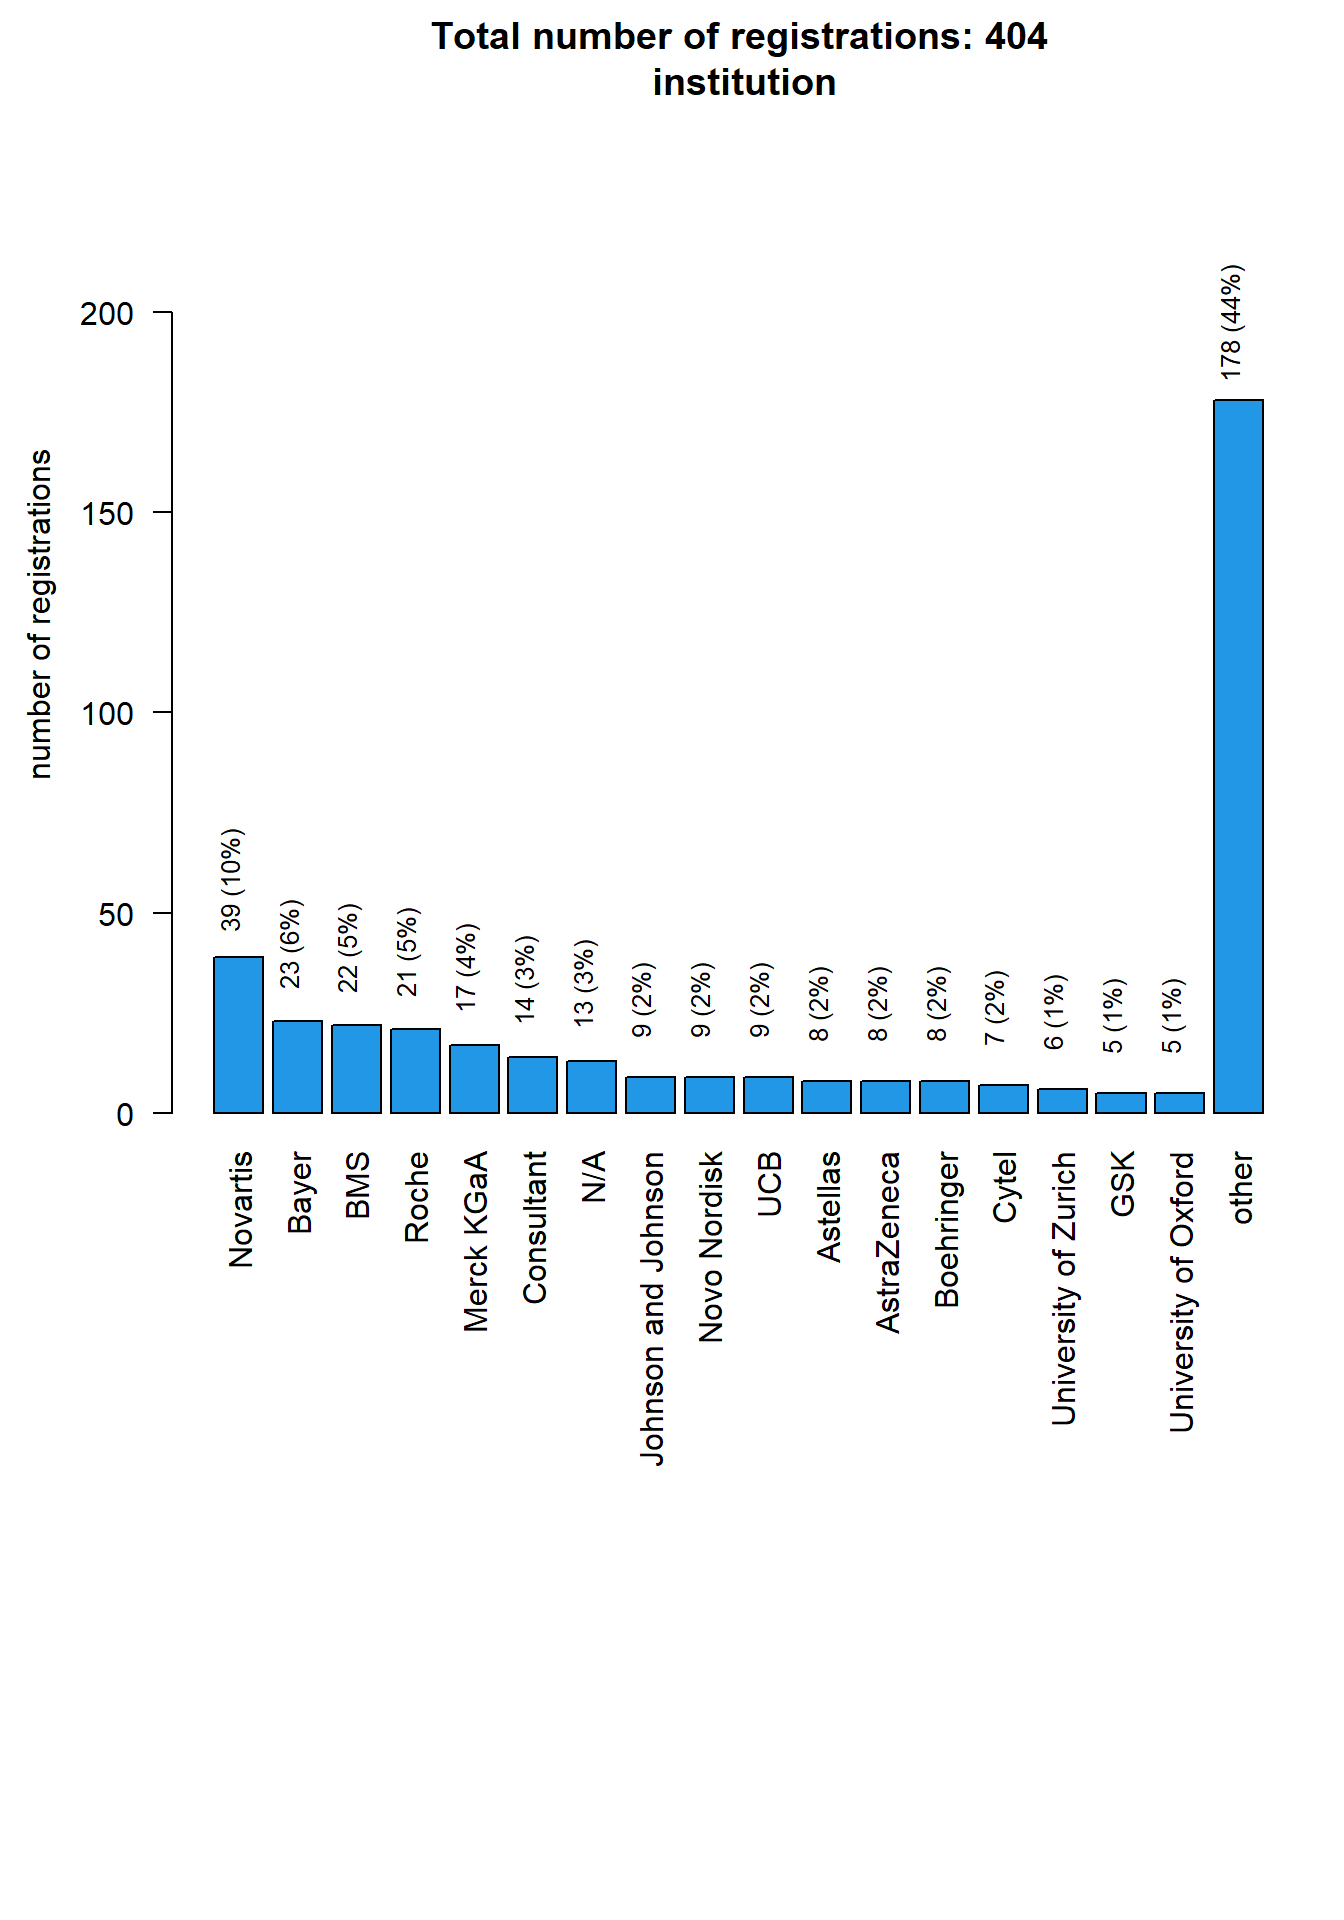 Total number of registrations: 404
institution
number of registrations
200
150
100
50
0
39 (10%)
23 (6%)
22 (5%)
21 (5%)
17 (4%)
14 (3%)
13 (3%)
9 (2%)
9 (2%)
9 (2%)
8 (2%)
8 (2%)
8 (2%)
7 (2%)
6 (1%)
5 (1%)
5 (1%)
178 (44%)
Novartis
Bayer
BMS
Roche
Merck KGaA
Consultant
N/A
Johnson and Johnson
Novo Nordisk
UCB
Astellas
AstraZeneca
Boehringer
Cytel
University of Zurich
GSK
University of Oxford
other